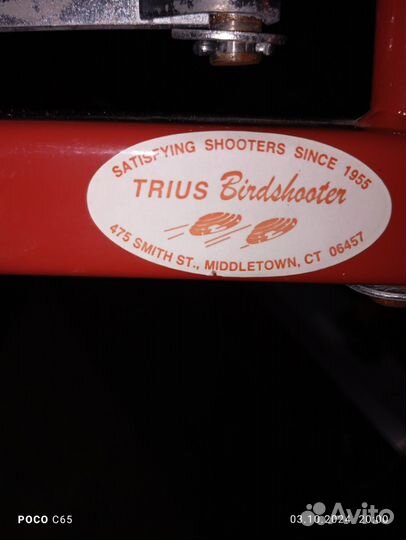 SATISFYING SHOOTERS SINCE 1955
TRIUS Birdshooter
475 SMITH ST., MIDDLETOWN, CT 06457
POCO C65
03.10.2024 20:00
Avito